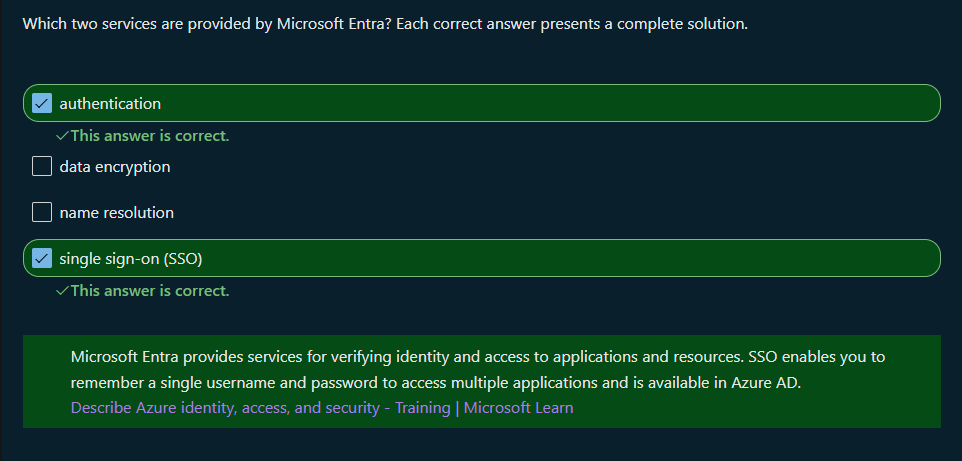 Which two services are provided by Microsoft Entra? Each correct answer presents a complete solution.
authentication
This answer is correct.
data encryption
name resolution
single sign-on (SSO)
This answer is correct.
Microsoft Entra provides services for verifying identity and access to applications and resources. SSO enables you to
remember a single username and password to access multiple applications and is available in Azure AD.
Describe Azure identity, access, and security - Training | Microsoft Learn